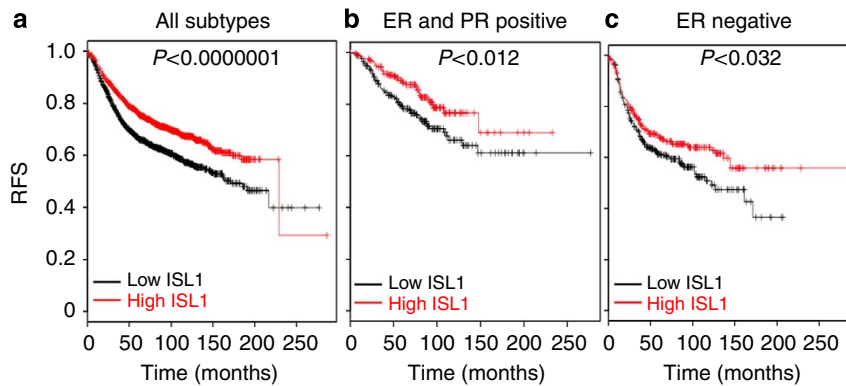 a All subtypes
P<0.0000001
RFS
1.0
0.8
0.6
0.4
0.2
0
Low ISL1
High ISL1
0 50 100 150 200 250
Time (months)
b ER and PR positive
P<0.012
Low ISL1
High ISL1
0 50 100 150 200 250
Time (months)
c ER negative
P<0.032
Low ISL1
High ISL1
0 50 100 150 200 250
Time (months)